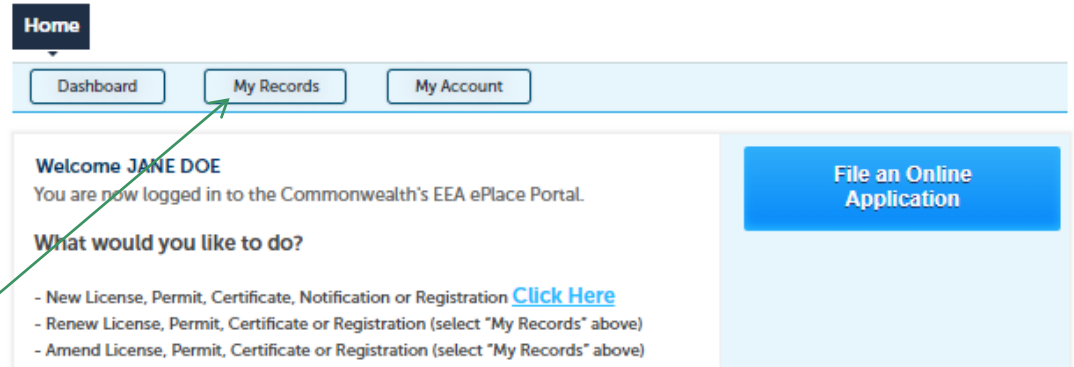 Home
Dashboard
My Records
My Account
Welcome JANE DOE
You are now logged in to the Commonwealth's EEA ePlace Portal.
What would you like to do?
- New License, Permit, Certificate, Notification or Registration Click Here
- Renew License, Permit, Certificate or Registration (select "My Records" above)
- Amend License, Permit, Certificate or Registration (select "My Records" above)
File an Online
Application